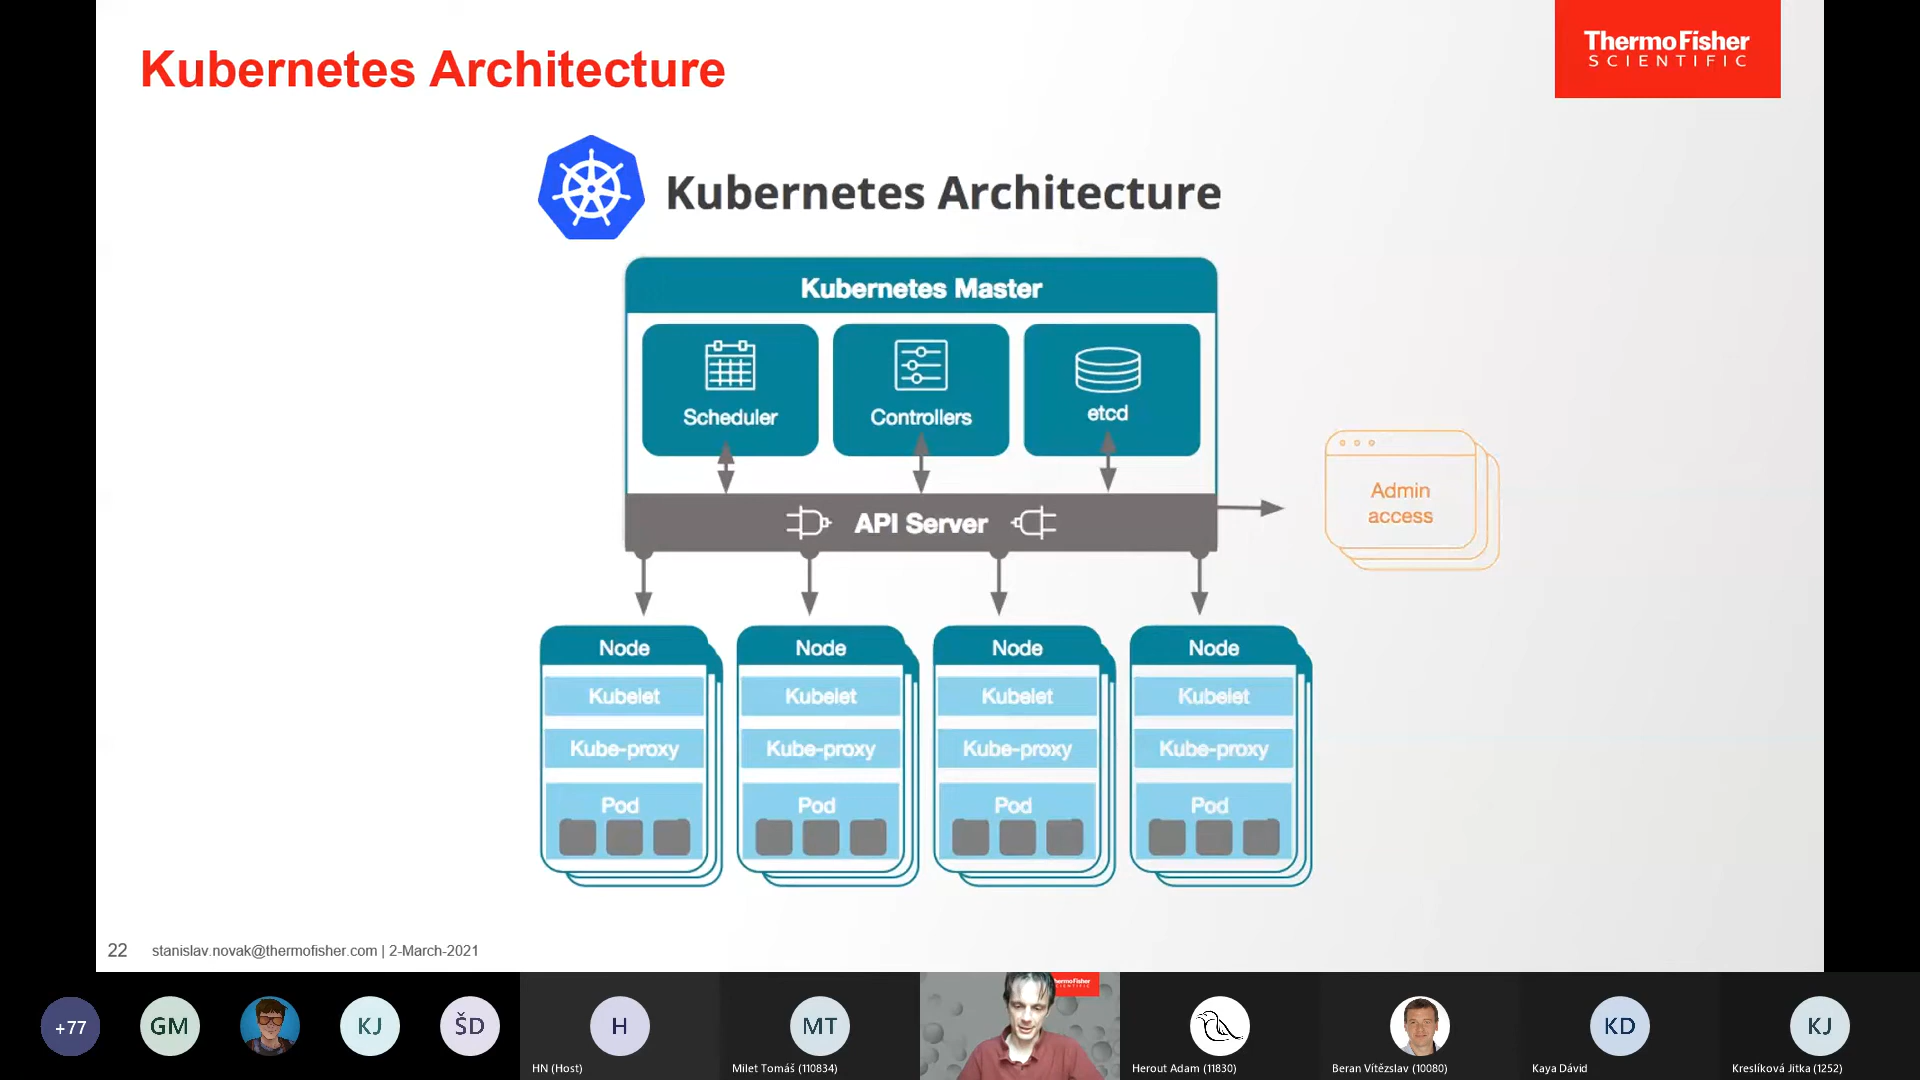 Kubernetes Architecture
ThermoFisher
SCIENTIFIC
Kubernetes Architecture
Kubernetes Master
Scheduler
Controllers
etcd
API Server
Admin
access
Node
Kubelet
Kube-proxy
Pod
Node
Kubelet
Kube-proxy
Pod
Node
Kubelet
Kube-proxy
Pod
Node
Kubelet
Kube-proxy
Pod
22 stanislav.novak@thermofisher.com | 2-March-2021
+77
GM
KJ
ŠD
H
HN (Host)
MT
Milet Tomáš (110834)
Herout Adam (11830)
Beran Vítězslav (10080)
KD
Kaya Dávid
KJ
Kreslíková Jitka (1252)